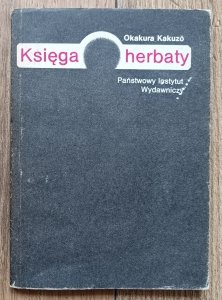 Okakura Kakuzō
Księga herbaty
Państwowy Instytut
Wydawniczy